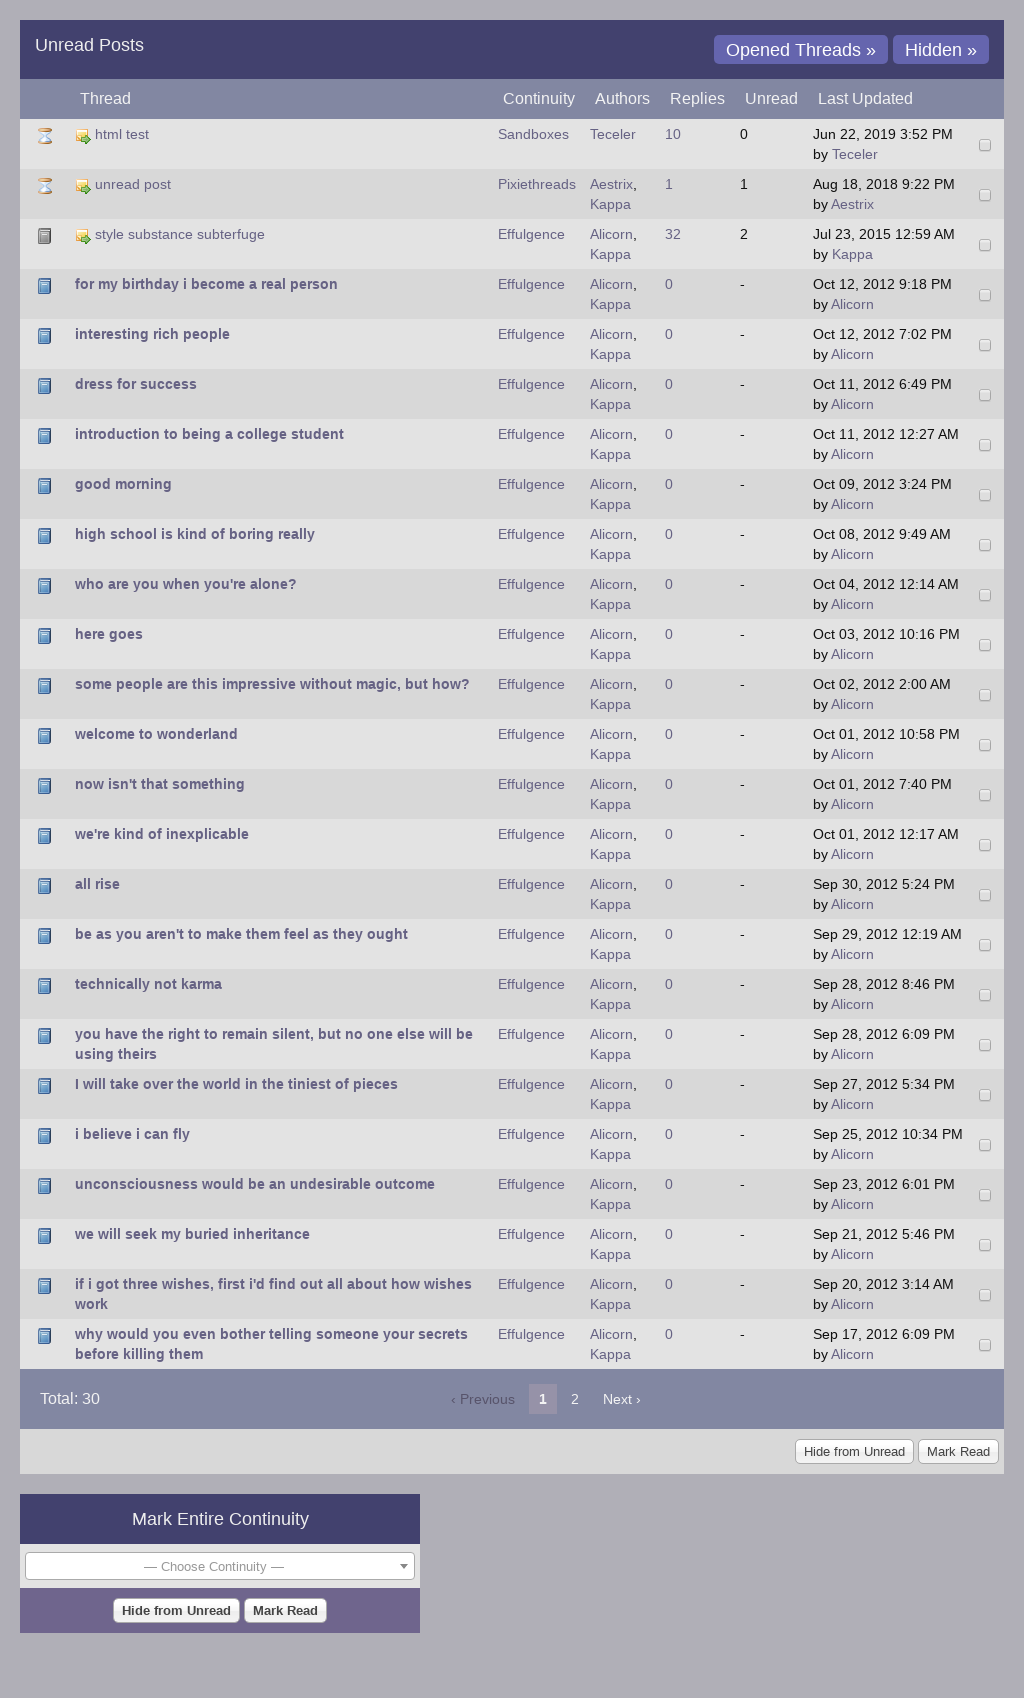 Unread Posts
Opened Threads » Hidden »
Thread Continuity Authors Replies Unread Last Updated
html test Sandboxes Teceler 10 0 Jun 22, 2019 3:52 PM
by Teceler
unread post Pixiethreads Aestrix, 1 1 Aug 18, 2018 9:22 PM
Kappa by Aestrix
style substance subterfuge Effulgence Alicorn, 32 2 Jul 23, 2015 12:59 AM
Kappa by Kappa
for my birthday i become a real person Effulgence Alicorn, 0 - Oct 12, 2012 9:18 PM
Kappa by Alicorn
interesting rich people Effulgence Alicorn, 0 - Oct 12, 2012 7:02 PM
Kappa by Alicorn
dress for success Effulgence Alicorn, 0 - Oct 11, 2012 6:49 PM
Kappa by Alicorn
introduction to being a college student Effulgence Alicorn, 0 - Oct 11, 2012 12:27 AM
Kappa by Alicorn
good morning Effulgence Alicorn, 0 - Oct 09, 2012 3:24 PM
Kappa by Alicorn
high school is kind of boring really Effulgence Alicorn, 0 - Oct 08, 2012 9:49 AM
Kappa by Alicorn
who are you when you're alone? Effulgence Alicorn, 0 - Oct 04, 2012 12:14 AM
Kappa by Alicorn
here goes Effulgence Alicorn, 0 - Oct 03, 2012 10:16 PM
Kappa by Alicorn
some people are this impressive without magic, but how? Effulgence Alicorn, 0 - Oct 02, 2012 2:00 AM
Kappa by Alicorn
welcome to wonderland Effulgence Alicorn, 0 - Oct 01, 2012 10:58 PM
Kappa by Alicorn
now isn't that something Effulgence Alicorn, 0 - Oct 01, 2012 7:40 PM
Kappa by Alicorn
we're kind of inexplicable Effulgence Alicorn, 0 - Oct 01, 2012 12:17 AM
Kappa by Alicorn
all rise Effulgence Alicorn, 0 - Sep 30, 2012 5:24 PM
Kappa by Alicorn
be as you aren't to make them feel as they ought Effulgence Alicorn, 0 - Sep 29, 2012 12:19 AM
Kappa by Alicorn
technically not karma Effulgence Alicorn, 0 - Sep 28, 2012 8:46 PM
Kappa by Alicorn
you have the right to remain silent, but no one else will be Effulgence Alicorn, 0 - Sep 28, 2012 6:09 PM
using theirs Kappa by Alicorn
I will take over the world in the tiniest of pieces Effulgence Alicorn, 0 - Sep 27, 2012 5:34 PM
Kappa by Alicorn
i believe i can fly Effulgence Alicorn, 0 - Sep 25, 2012 10:34 PM
Kappa by Alicorn
unconsciousness would be an undesirable outcome Effulgence Alicorn, 0 - Sep 23, 2012 6:01 PM
Kappa by Alicorn
we will seek my buried inheritance Effulgence Alicorn, 0 - Sep 21, 2012 5:46 PM
Kappa by Alicorn
if i got three wishes, first i'd find out all about how wishes Effulgence Alicorn, 0 - Sep 20, 2012 3:14 AM
work Kappa by Alicorn
why would you even bother telling someone your secrets Effulgence Alicorn, 0 - Sep 17, 2012 6:09 PM
before killing them Kappa by Alicorn
Total: 30 ‹ Previous 1 2 Next ›
Hide from Unread Mark Read
Mark Entire Continuity
— Choose Continuity —
Hide from Unread Mark Read